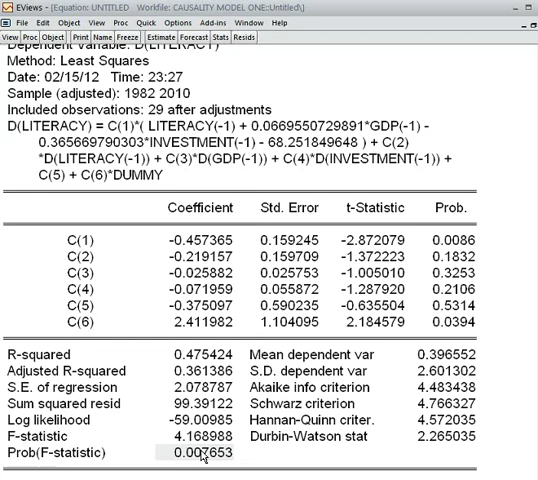 EViews - [Equation: UNTITLED   Workfile: CAUSALITY MODEL ONE::Untitled\]
File Edit Object View Proc Quick Options Add-ins Window Help
View Proc Object Print Name Freeze Estimate Forecast Stats Resids
Dependent Variable: D(LITERACY)
Method: Least Squares
Date: 02/15/12 Time: 23:27
Sample (adjusted): 1982 2010
Included observations: 29 after adjustments
D(LITERACY) = C(1)*( LITERACY(-1) + 0.0669550729891*GDP(-1) -
0.365669790303*INVESTMENT(-1) - 68.251849648 ) + C(2)
*D(LITERACY(-1)) + C(3)*D(GDP(-1)) + C(4)*D(INVESTMENT(-1)) +
C(5) + C(6)*DUMMY
Coefficient Std. Error t-Statistic Prob.
C(1) -0.457365 0.159245 -2.872079 0.0086
C(2) -0.219157 0.159709 -1.372223 0.1832
C(3) -0.025882 0.025753 -1.005010 0.3253
C(4) -0.071959 0.055872 -1.287920 0.2106
C(5) -0.375097 0.590235 -0.635504 0.5314
C(6) 2.411982 1.104095 2.184579 0.0394
R-squared 0.475424 Mean dependent var 0.396552
Adjusted R-squared 0.361386 S.D. dependent var 2.601302
S.E. of regression 2.078787 Akaike info criterion 4.483438
Sum squared resid 99.39122 Schwarz criterion 4.766327
Log likelihood -59.00985 Hannan-Quinn criter. 4.572035
F-statistic 4.168988 Durbin-Watson stat 2.265035
Prob(F-statistic) 0.007653